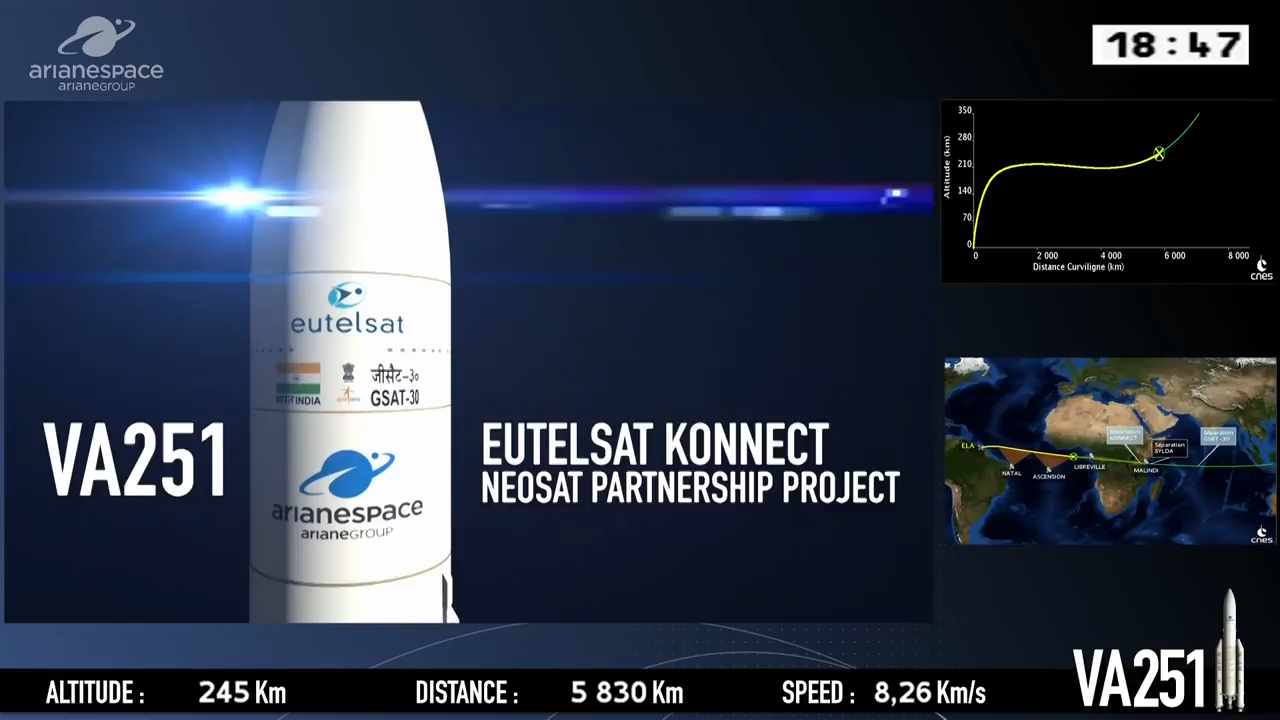 arianespace
arianeGROUP
18:47
350
280
210
140
70
0
Altitude (km)
0
2 000
4 000
6 000
8 000
Distance Curviligne (km)
cnes
eutelsat
INDIA
जीसैट-३०
GSAT-30
VA251
arianespace
arianeGROUP
EUTELSAT KONNECT
NEOSAT PARTNERSHIP PROJECT
ELA
NATAL
ASCENSION
LIBREVILLE
MALINDI
Séparation
KONNECT
Séparation
SYLDA
Séparation
GSAT-30
cnes
ALTITUDE : 245 Km
DISTANCE : 5 830 Km
SPEED : 8,26 Km/s
VA251